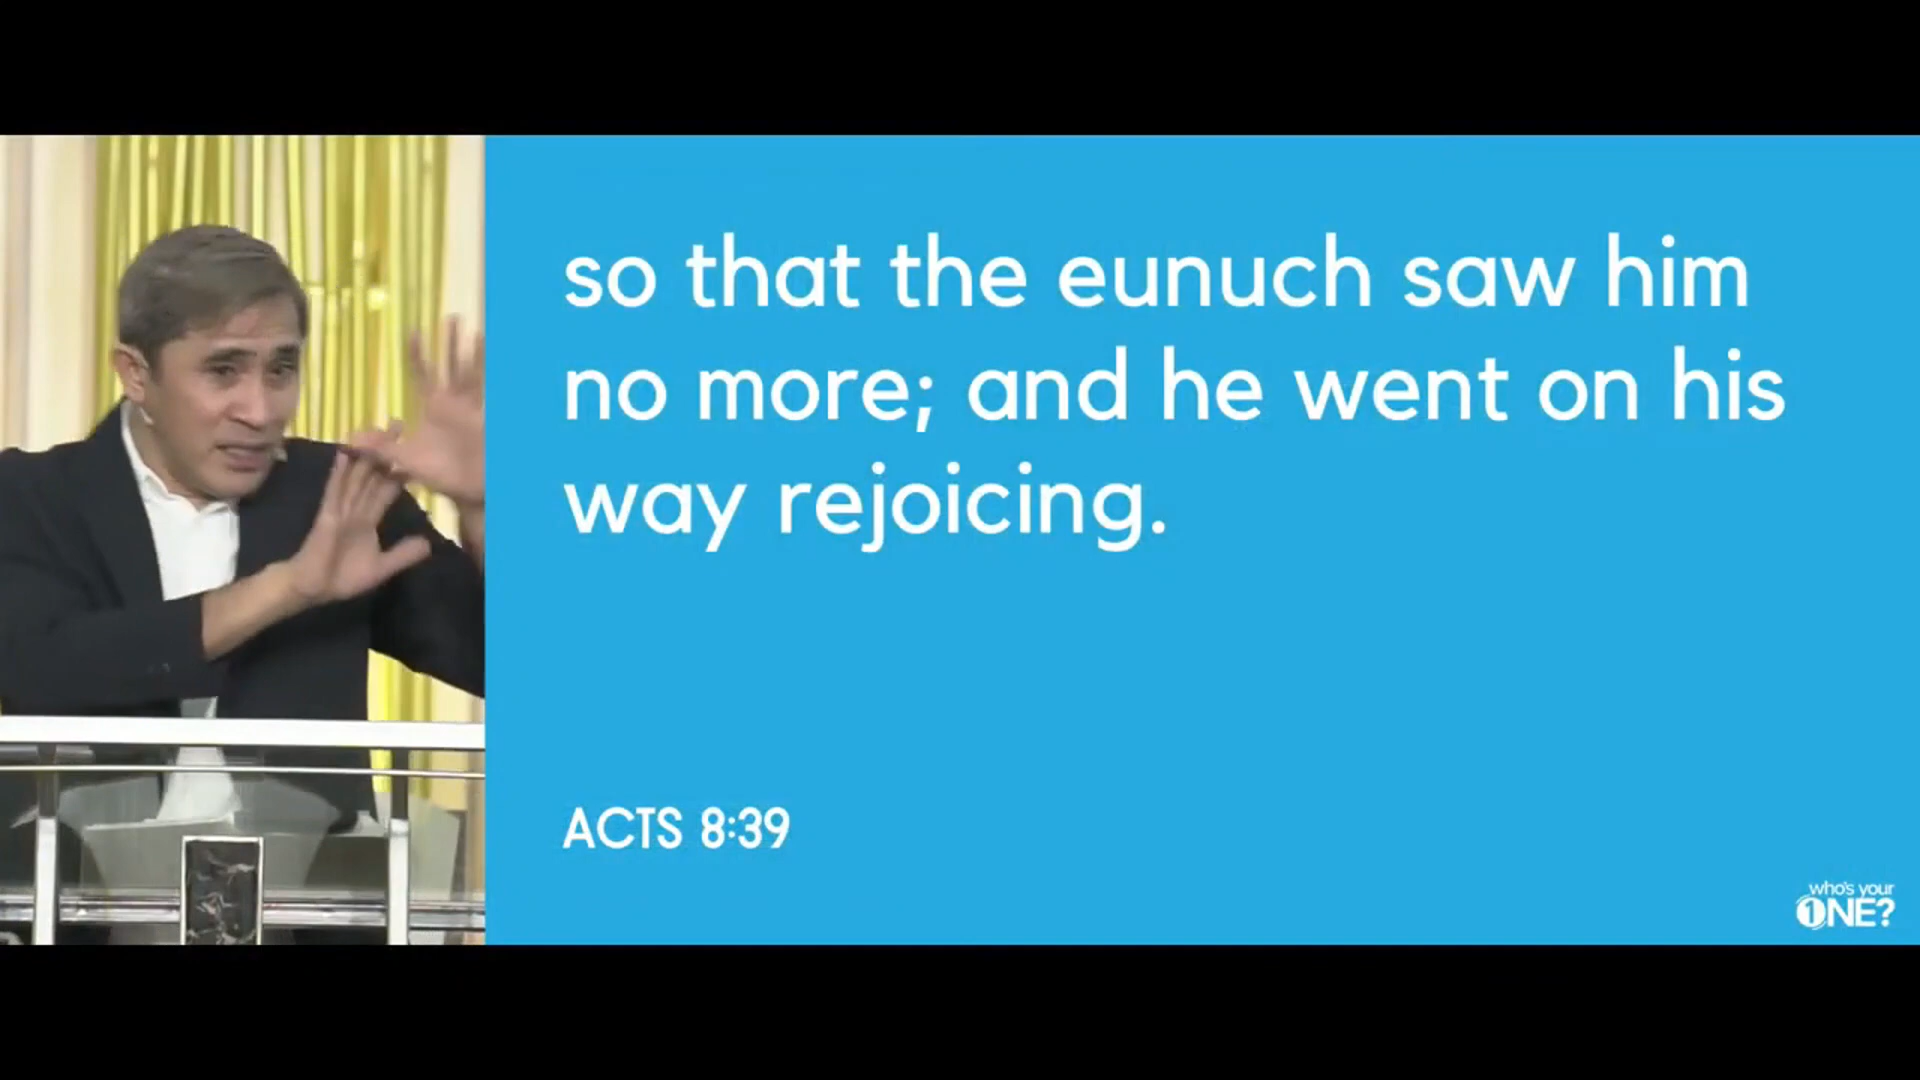 so that the eunuch saw him
no more; and he went on his
way rejoicing.
ACTS 8:39
who's your
ONE?